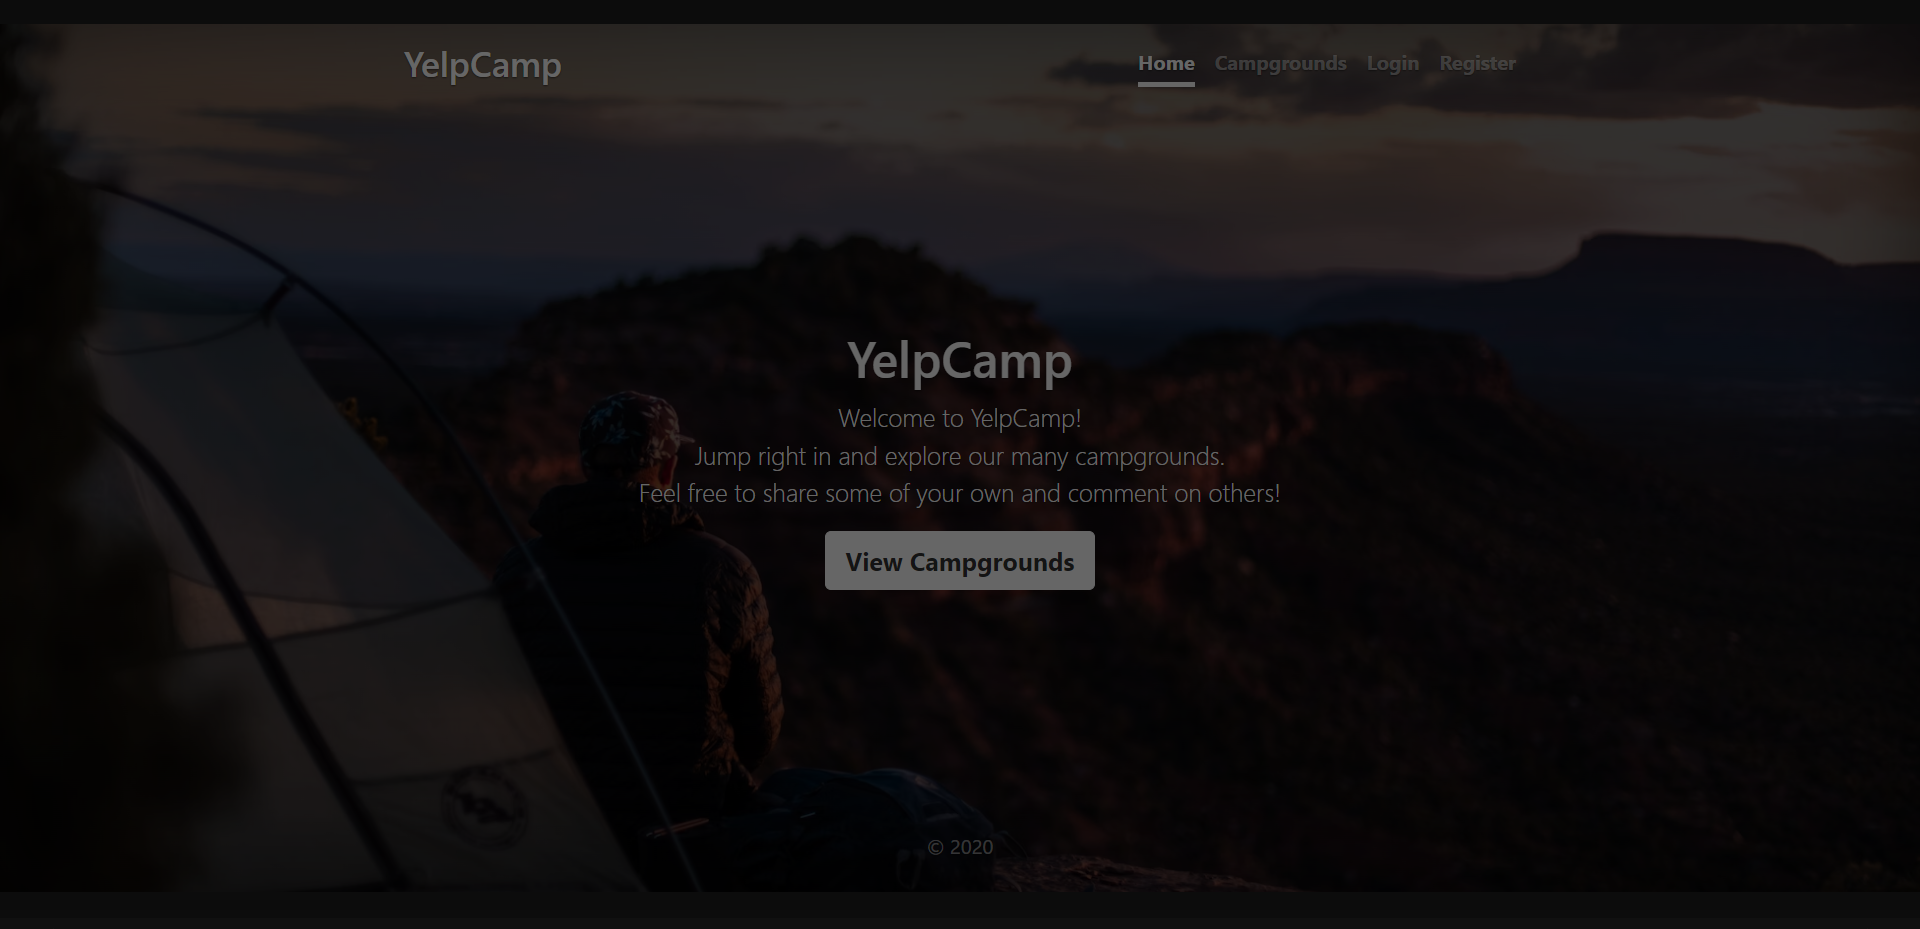 YelpCamp
Home Campgrounds Login Register
YelpCamp
Welcome to YelpCamp!
Jump right in and explore our many campgrounds.
Feel free to share some of your own and comment on others!
View Campgrounds
© 2020